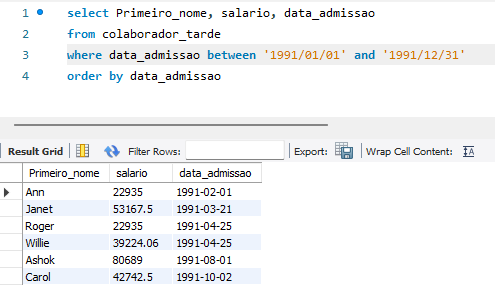 1 select Primeiro_nome, salario, data_admissao
2 from colaborador_tarde
3 where data_admissao between '1991/01/01' and '1991/12/31'
4 order by data_admissao
Result Grid Filter Rows: Export: Wrap Cell Content:
Primeiro_nome salario data_admissao
Ann 22935 1991-02-01
Janet 53167.5 1991-03-21
Roger 22935 1991-04-25
Willie 39224.06 1991-04-25
Ashok 80689 1991-08-01
Carol 42742.5 1991-10-02